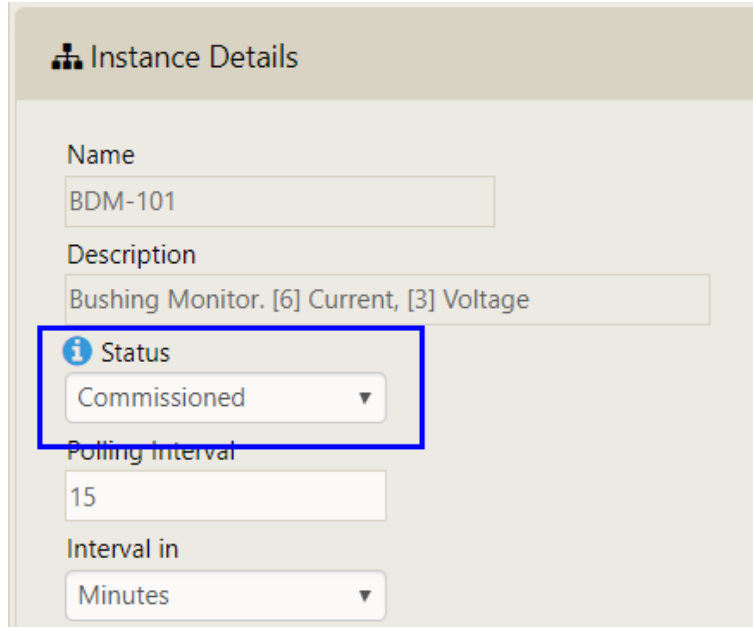 Instance Details
Name
BDM-101
Description
Bushing Monitor. [6] Current, [3] Voltage
Status
Commissioned
Polling Interval
15
Interval in
Minutes